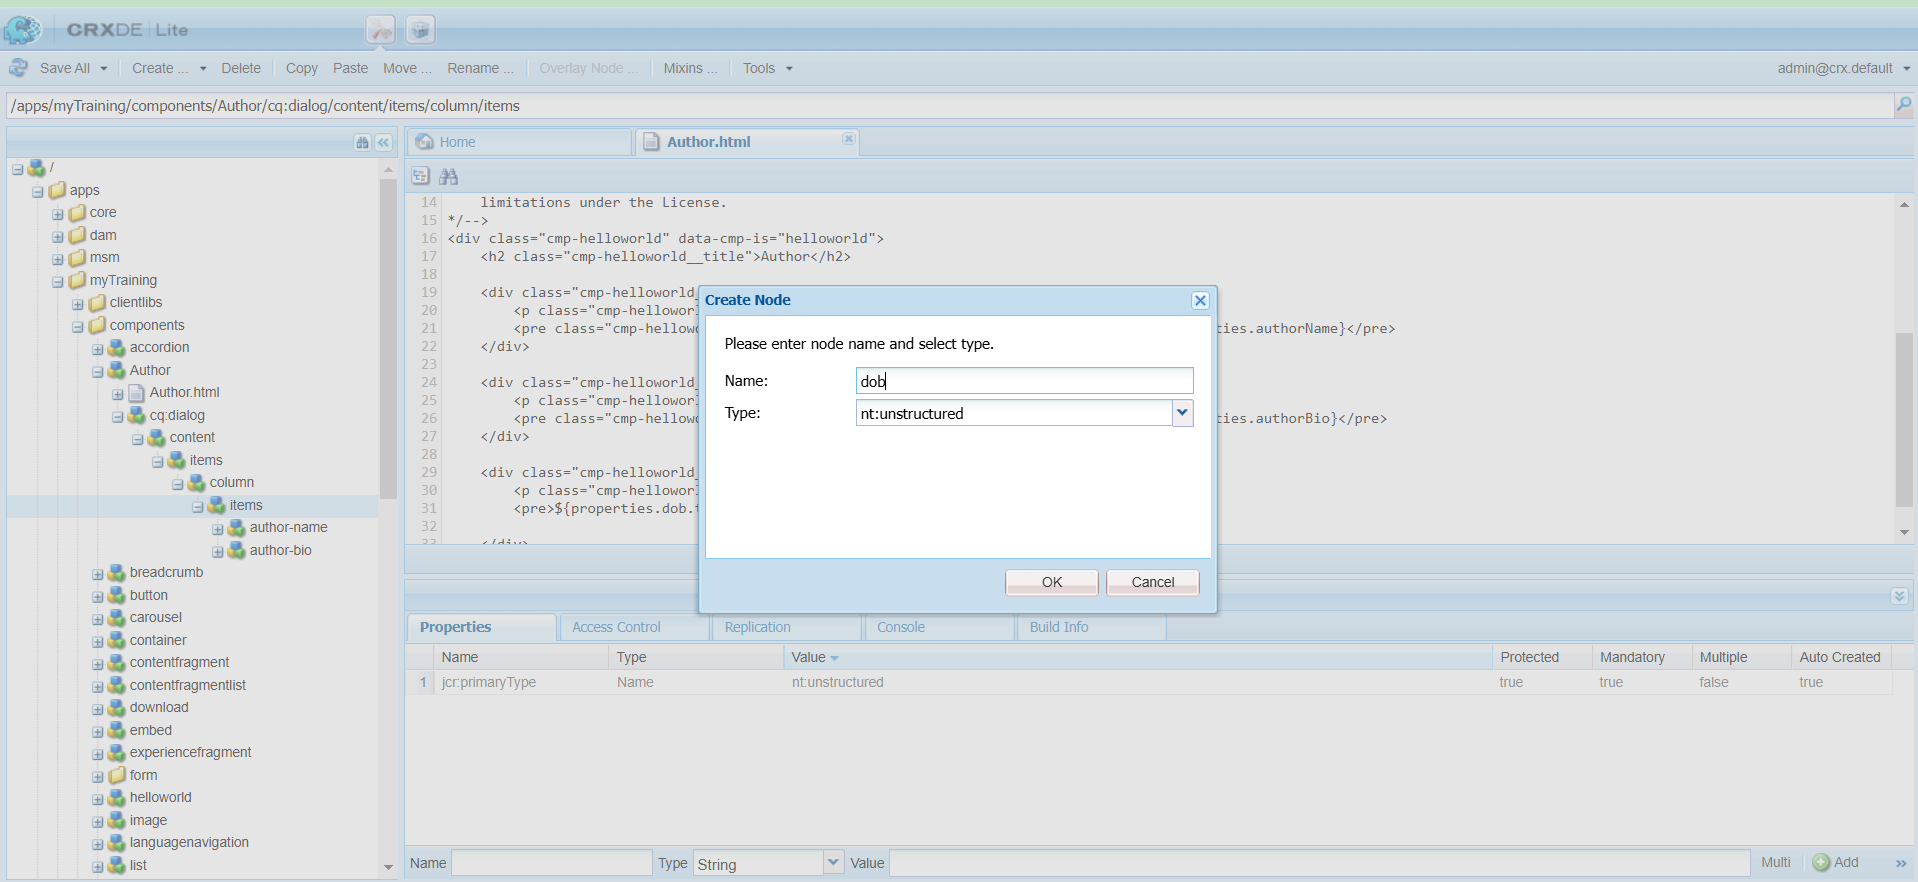 CRXDE | Lite
Save All Create ... Delete Copy Paste Move ... Rename ... Overlay Node ... Mixins ... Tools admin@crx.default
/apps/myTraining/components/Author/cq:dialog/content/items/column/items
Home Author.html
/
apps
core
dam
msm
myTraining
clientlibs
components
accordion
Author
Author.html
cq:dialog
content
items
column
items
author-name
author-bio
breadcrumb
button
carousel
container
contentfragment
contentfragmentlist
download
embed
experiencefragment
form
helloworld
image
languagenavigation
list
14 limitations under the License.
15 */-->
16 <div class="cmp-helloworld" data-cmp-is="helloworld">
17 <h2 class="cmp-helloworld__title">Author</h2>
18
19 <div class="cmp-helloworld_
20 <p class="cmp-hellowor
21 <pre class="cmp-hellow ties.authorName}</pre>
22 </div>
23
24 <div class="cmp-helloworld_
25 <p class="cmp-hellowor
26 <pre class="cmp-hellow ties.authorBio}</pre>
27 </div>
28
29 <div class="cmp-helloworld_
30 <p class="cmp-hellowor
31 <pre>${properties.dob.
32
33 </div>
Create Node
Please enter node name and select type.
Name: dob
Type: nt:unstructured
OK Cancel
Properties Access Control Replication Console Build Info
Name Type Value Protected Mandatory Multiple Auto Created
1 jcr:primaryType Name nt:unstructured true true false true
Name Type String Value Multi Add